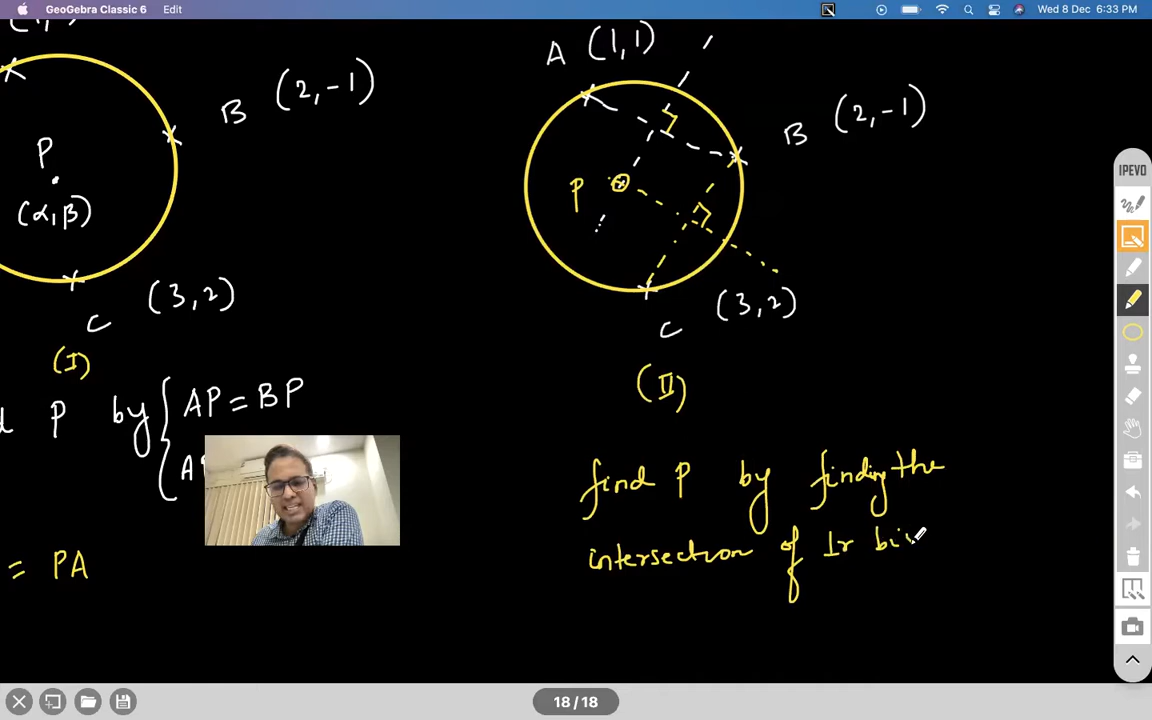 GeoGebra Classic 6 Edit
Wed 8 Dec 6:33 PM
A (1,1)
B (2,-1)
B (2,-1)
IPEVO
P
P
(α,β)
C (3,2)
C (3,2)
(I)
(II)
P by AP = BP
find P by finding the
intersection of ⊥r bi
= PA
18 / 18